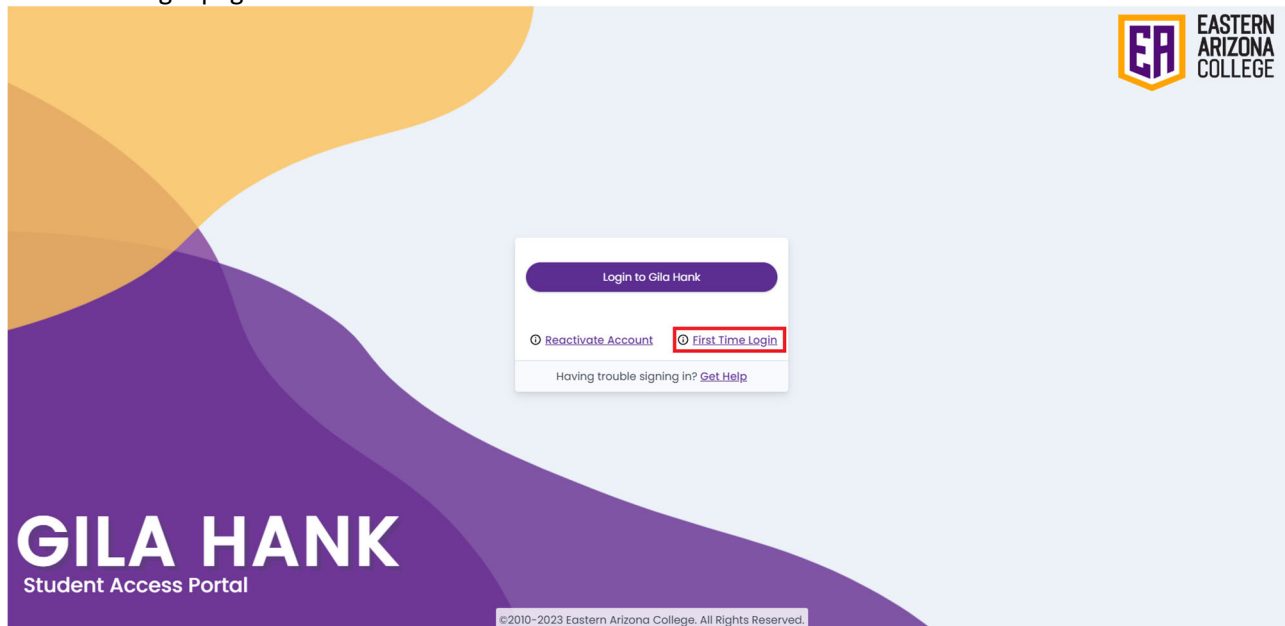 EASTERN
ARIZONA
COLLEGE
EA
Login to Gila Hank
Reactivate Account
First Time Login
Having trouble signing in? Get Help
GILA HANK
Student Access Portal
©2010-2023 Eastern Arizona College. All Rights Reserved.